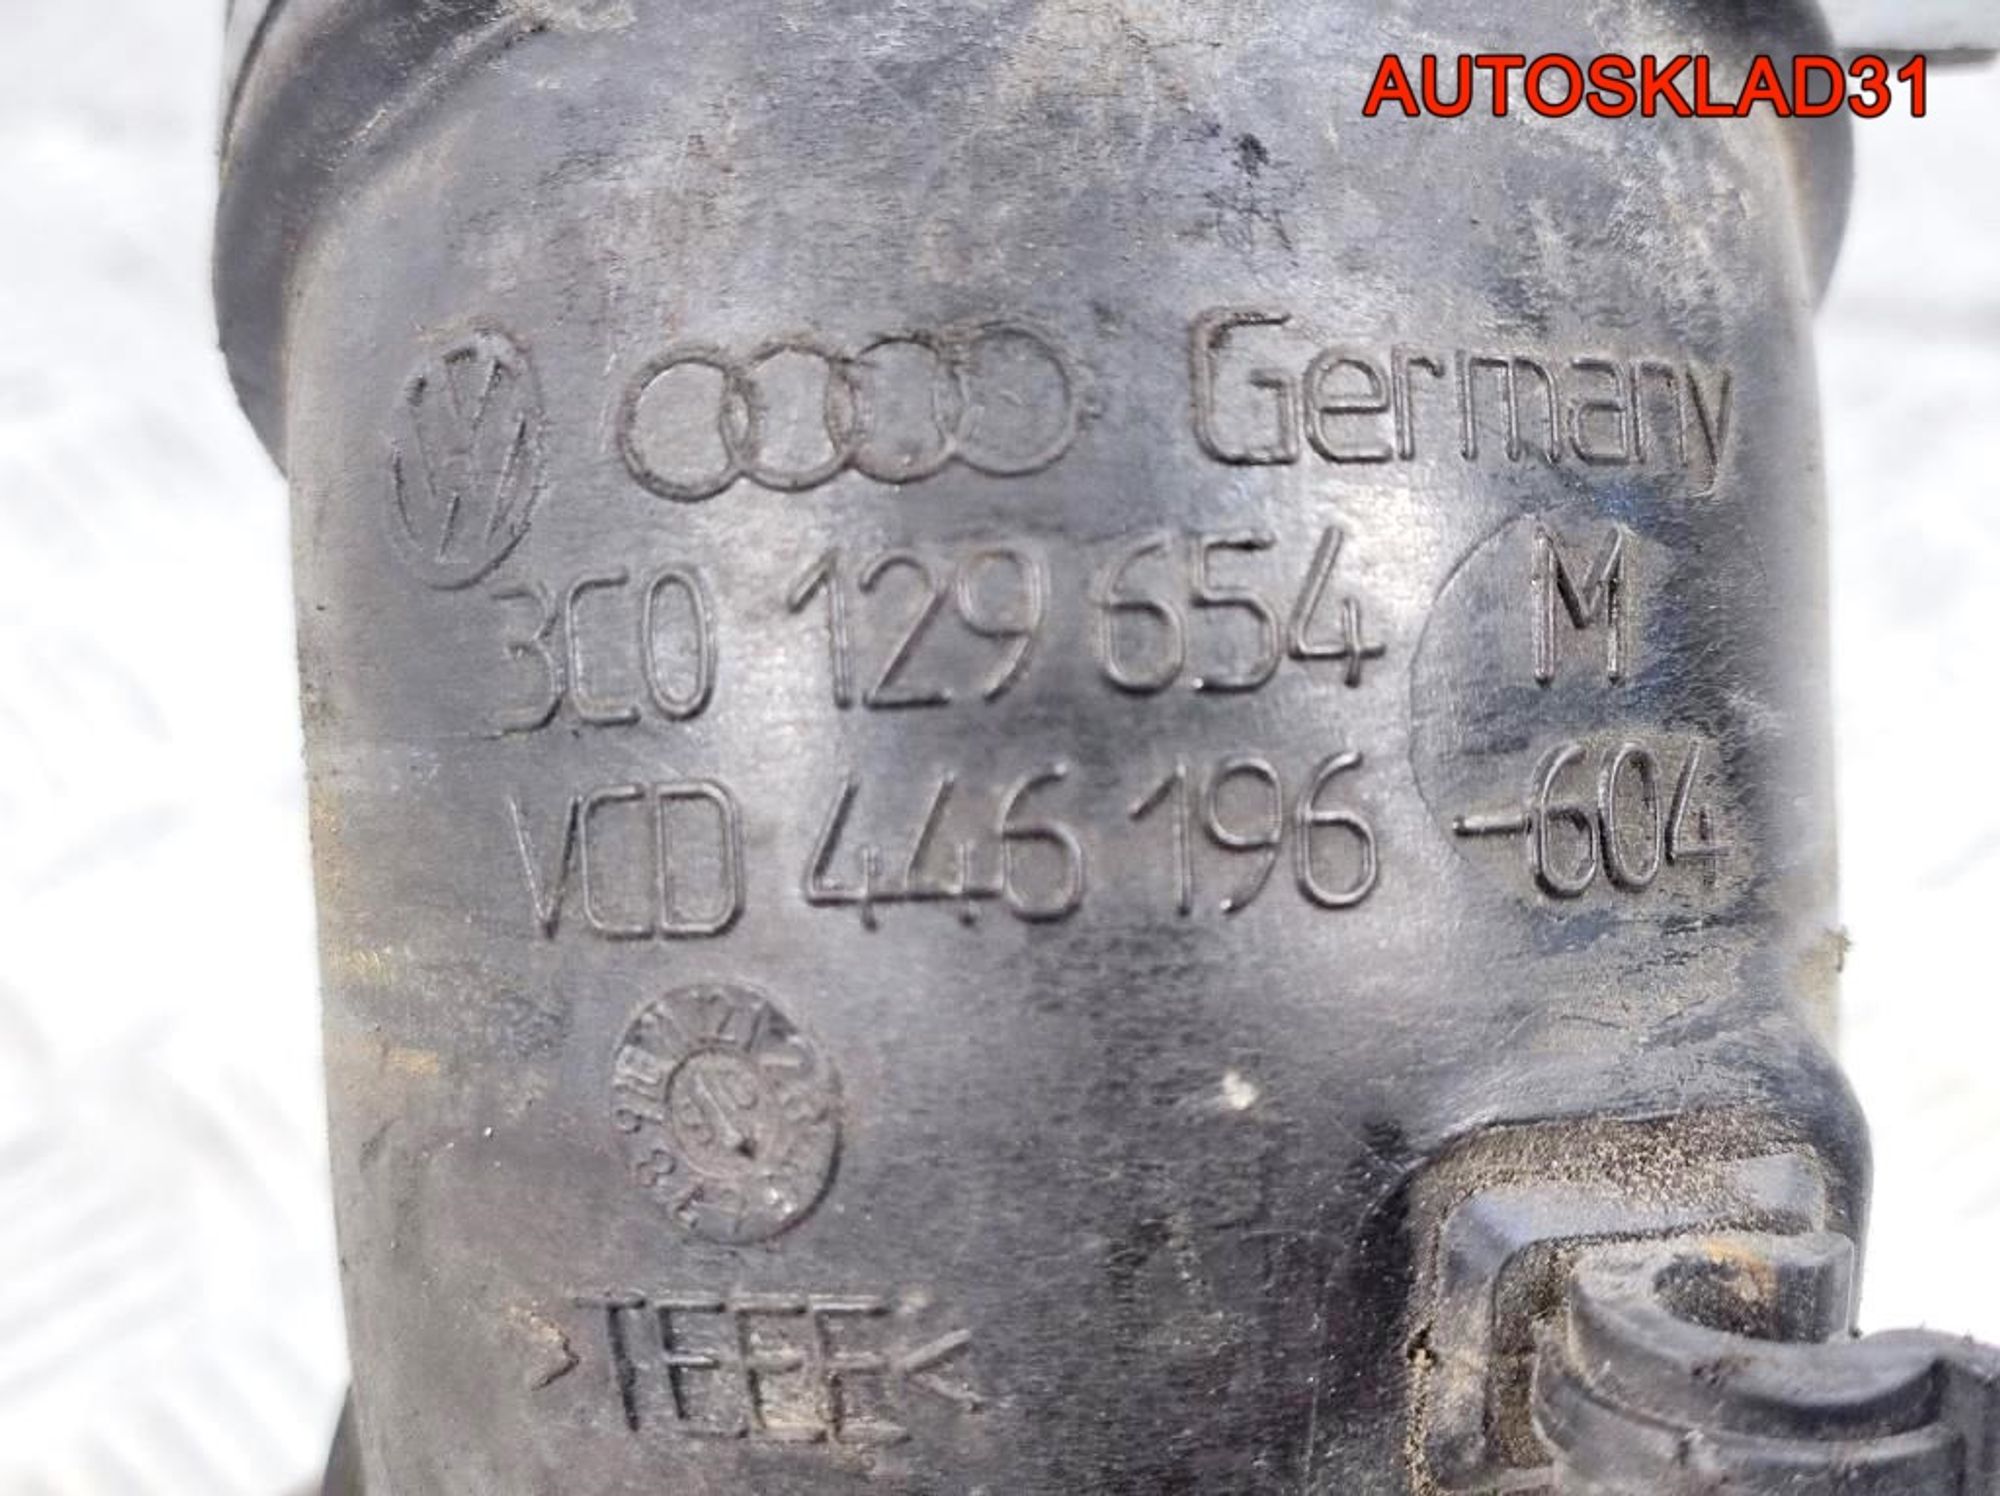 AUTOSKLAD31
Germany
3C0 129 654 M
VCD 446 196 -604
>TEEE<